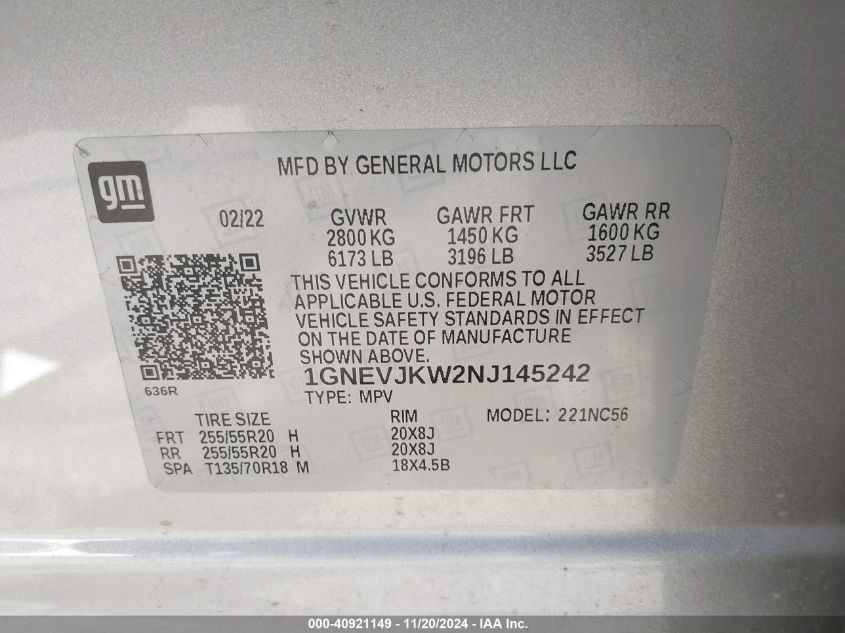 gm
MFD BY GENERAL MOTORS LLC
02/22 GVWR GAWR FRT GAWR RR
2800 KG 1450 KG 1600 KG
6173 LB 3196 LB 3527 LB
THIS VEHICLE CONFORMS TO ALL
APPLICABLE U.S. FEDERAL MOTOR
VEHICLE SAFETY STANDARDS IN EFFECT
ON THE DATE OF MANUFACTURE
SHOWN ABOVE.
1GNEVJKW2NJ145242
636R
TYPE: MPV
TIRE SIZE RIM MODEL: 221NC56
FRT 255/55R20 H 20X8J
RR 255/55R20 H 20X8J
SPA T135/70R18 M 18X4.5B
000-40921149 - 11/20/2024 - IAAI Inc.